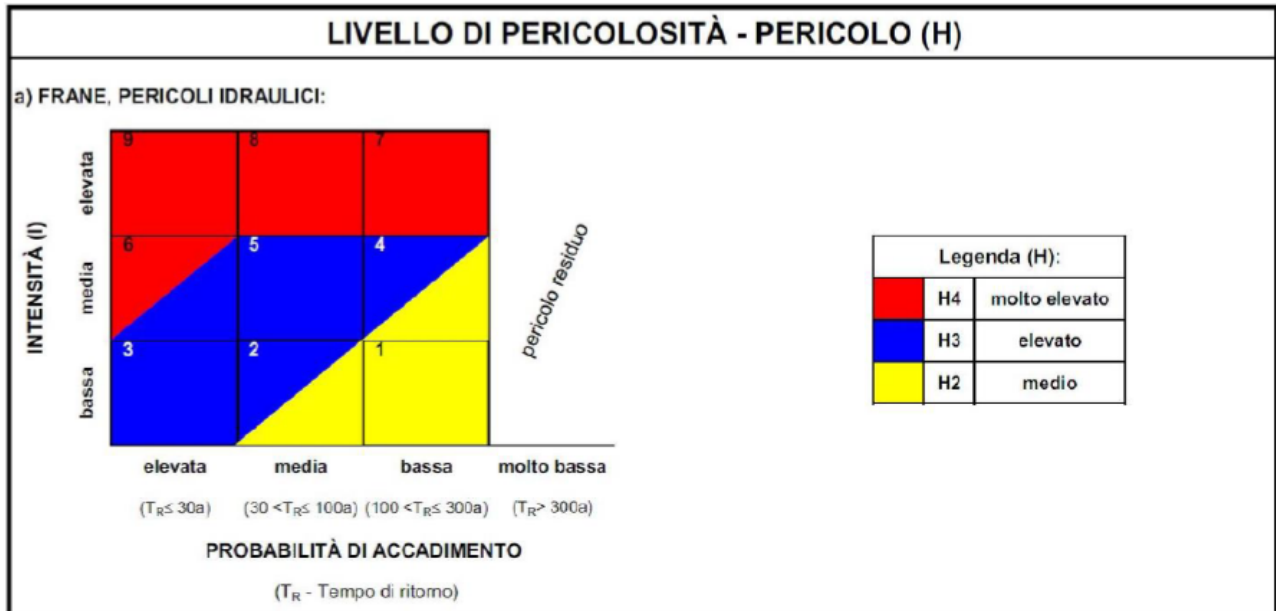 LIVELLO DI PERICOLOSITÀ - PERICOLO (H)
a) FRANE, PERICOLI IDRAULICI:
INTENSITÀ (I)
elevata
media
bassa
9 8 7
6 5 4
3 2 1
pericolo residuo
elevata media bassa molto bassa
(TR≤ 30a) (30 <TR≤ 100a) (100 <TR≤ 300a) (TR> 300a)
PROBABILITÀ DI ACCADIMENTO
(TR - Tempo di ritorno)
Legenda (H):
H4 molto elevato
H3 elevato
H2 medio